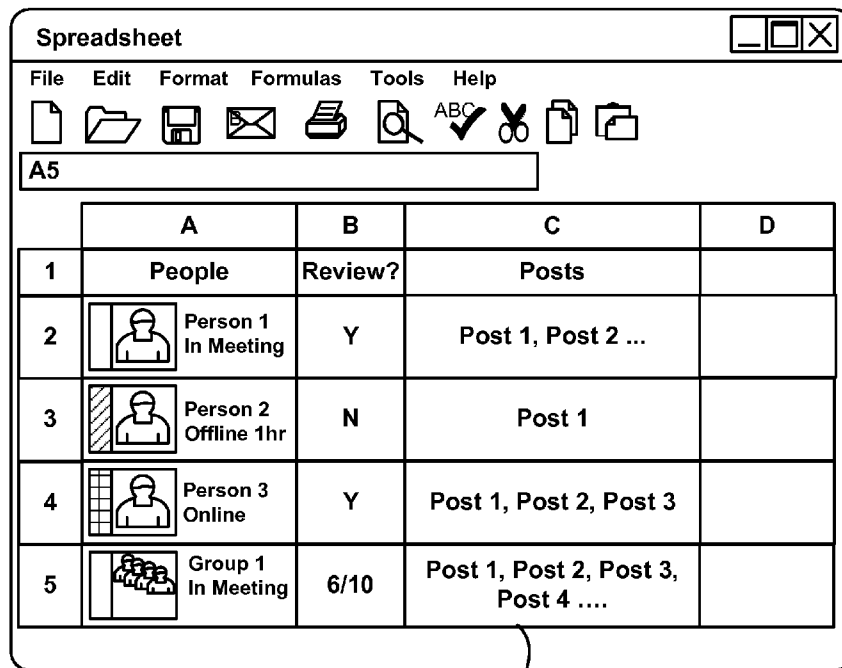 Spreadsheet
File Edit Format Formulas Tools Help
B
ABC
A5
A B C D
1 People Review? Posts
2 Person 1 In Meeting Y Post 1, Post 2 ...
3 Person 2 Offline 1hr N Post 1
4 Person 3 Online Y Post 1, Post 2, Post 3
5 Group 1 In Meeting 6/10 Post 1, Post 2, Post 3, Post 4 ....